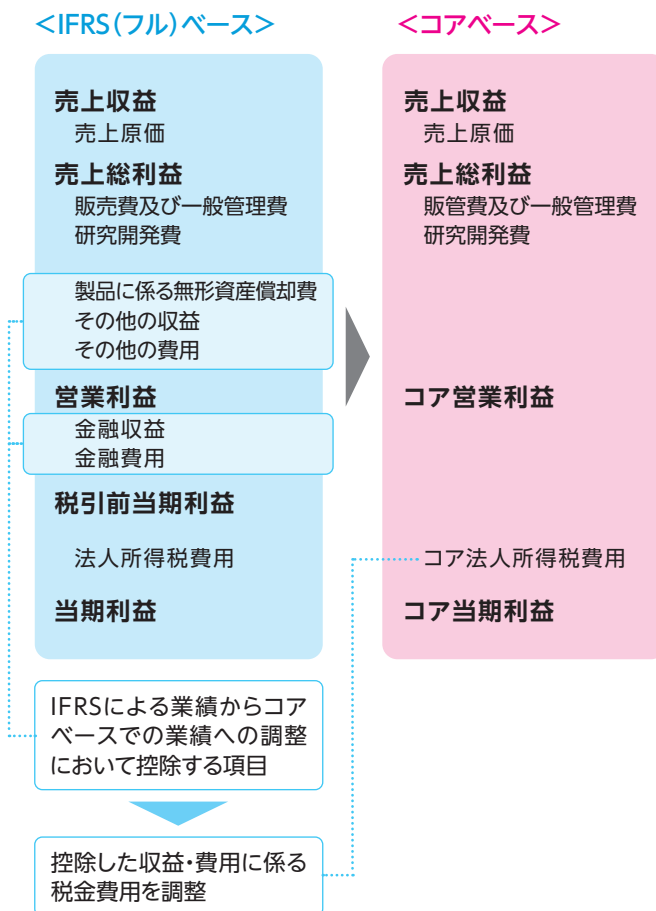 <IFRS(フル)ベース>
売上収益
売上原価
売上総利益
販売費及び一般管理費
研究開発費
製品に係る無形資産償却費
その他の収益
その他の費用
営業利益
金融収益
金融費用
税引前当期利益
法人所得税費用
当期利益
<コアベース>
売上収益
売上原価
売上総利益
販管費及び一般管理費
研究開発費
コア営業利益
コア法人所得税費用
コア当期利益
IFRSによる業績からコア
ベースでの業績への調整
において控除する項目
控除した収益・費用に係る
税金費用を調整